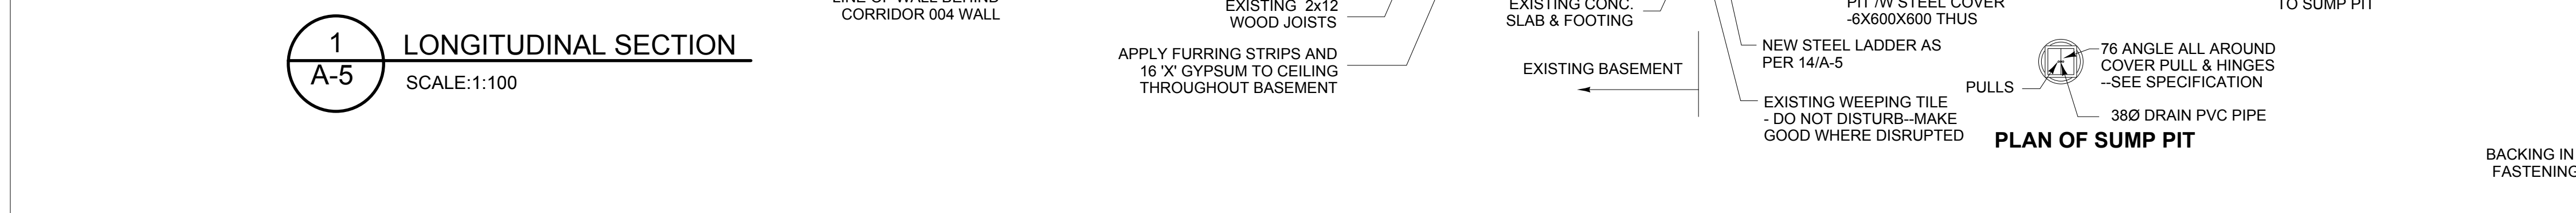 LINE OF WALL BEHIND
CORRIDOR 004 WALL
1
A-5
LONGITUDINAL SECTION
SCALE:1:100
EXISTING 2x12
WOOD JOISTS
APPLY FURRING STRIPS AND
16 'X' GYPSUM TO CEILING
THROUGHOUT BASEMENT
EXISTING CONC.
SLAB & FOOTING
EXISTING BASEMENT
PIT /W STEEL COVER
-6X600X600 THUS
NEW STEEL LADDER AS
PER 14/A-5
EXISTING WEEPING TILE
- DO NOT DISTURB--MAKE
GOOD WHERE DISRUPTED
PULLS
76 ANGLE ALL AROUND
COVER PULL & HINGES
--SEE SPECIFICATION
38Ø DRAIN PVC PIPE
PLAN OF SUMP PIT
TO SUMP PIT
BACKING IN
FASTENING